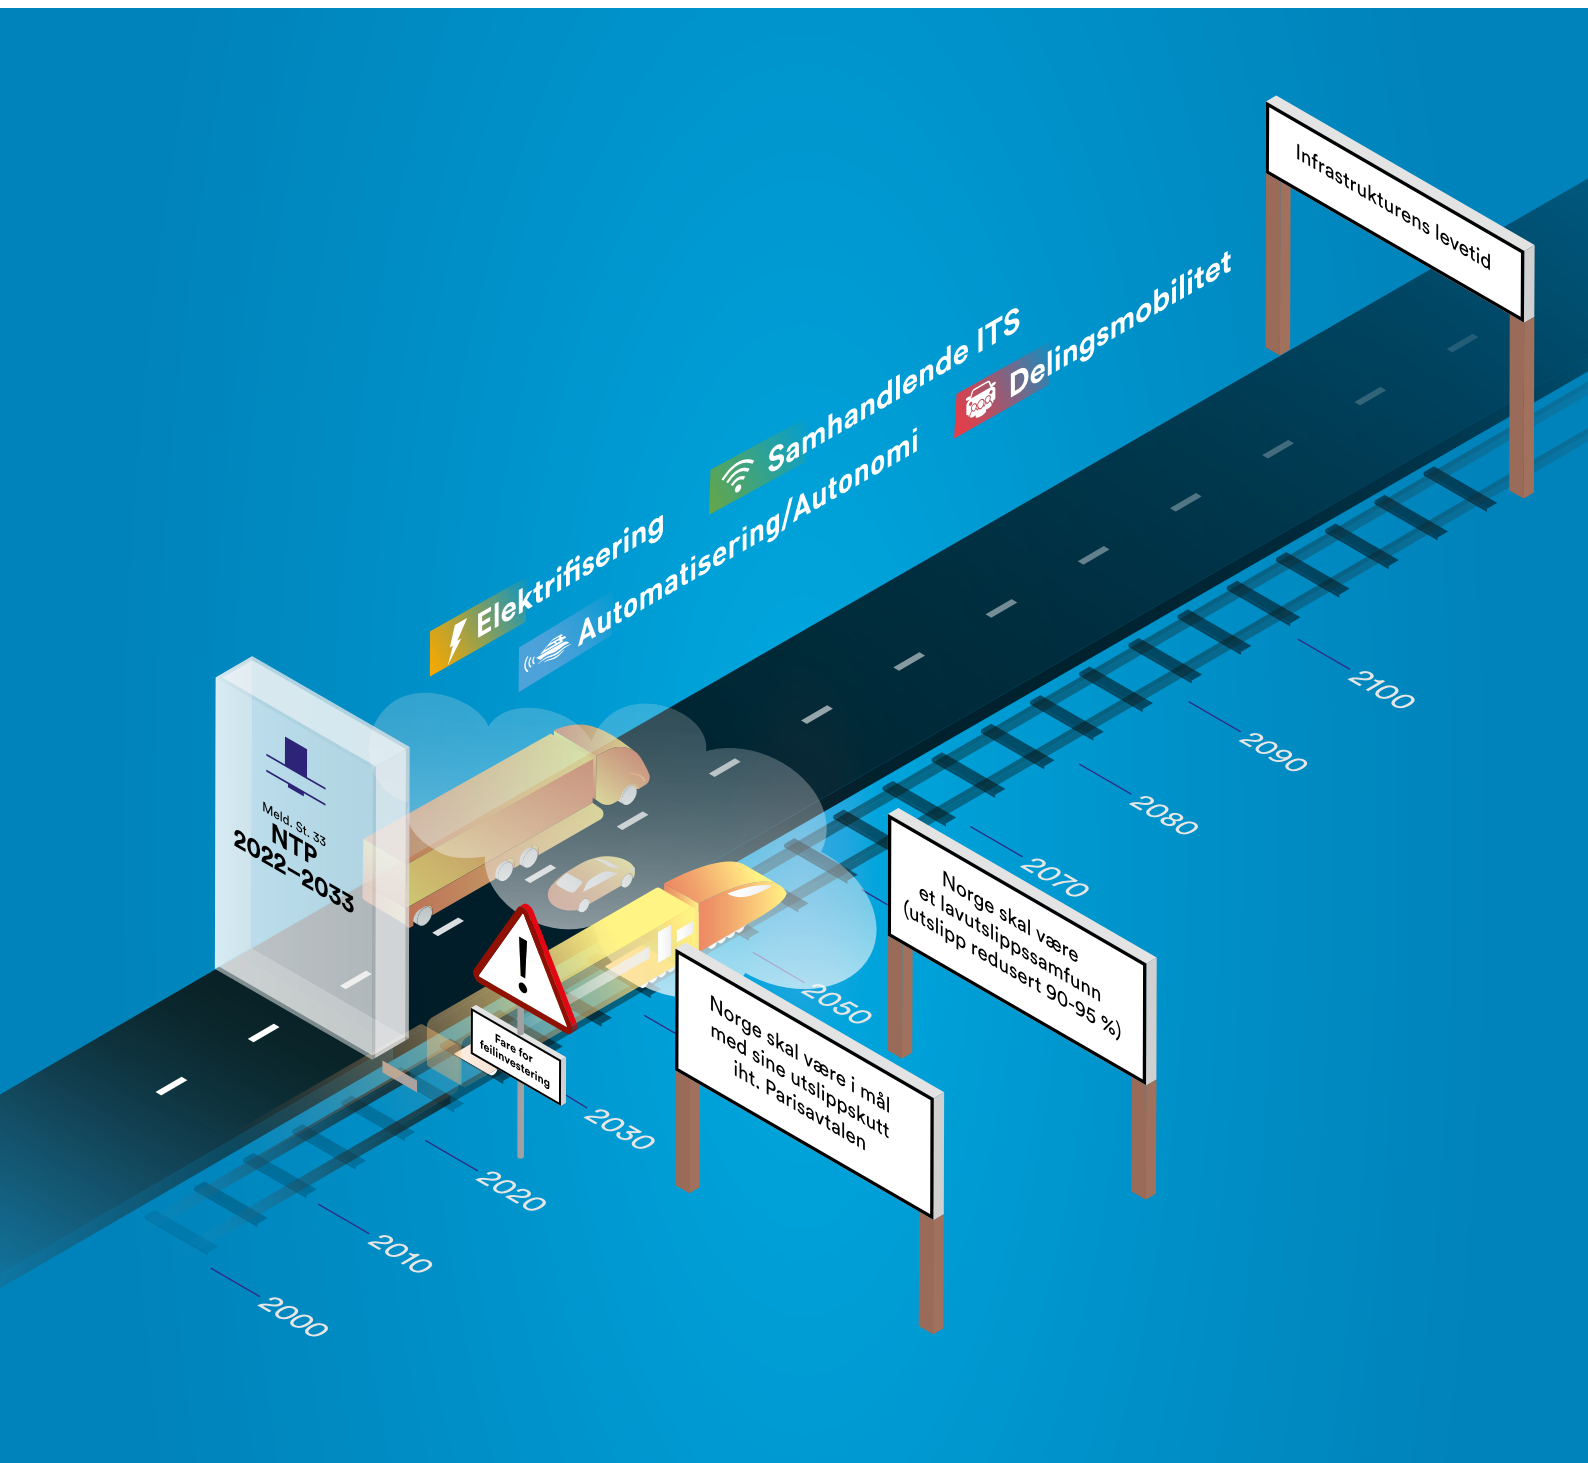 Infrastrukturens levetid
Delingsmobilitet
Samhandlende ITS
Automatisering/Autonomi
Elektrifisering
Meld. St. 33
NTP
2022–2033
Fare for
feilinvestering
Norge skal være i mål
med sine utslippskutt
iht. Parisavtalen
Norge skal være
et lavutslippssamfunn
(utslipp redusert 90-95 %)
2000
2010
2020
2030
2050
2070
2080
2090
2100